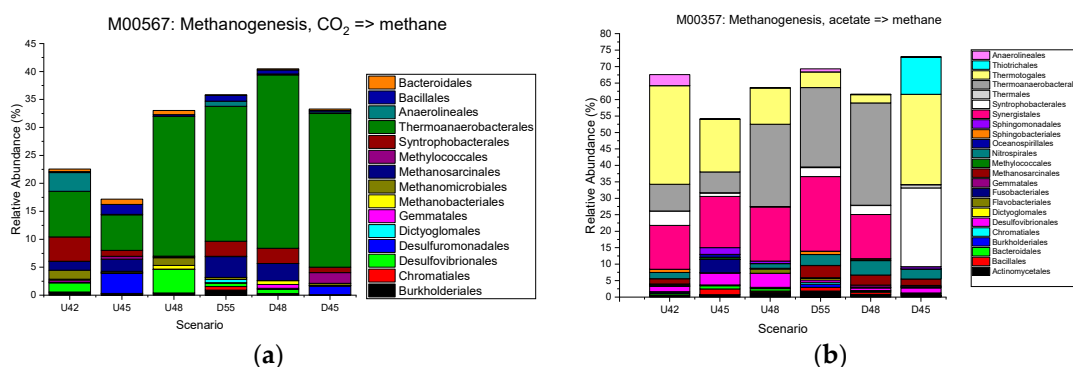 M00567: Methanogenesis, CO₂ => methane
Relative Abundance (%)
45
40
35
30
25
20
15
10
5
0
U42 U45 U48 D55 D48 D45
Scenario
Bacteroidales
Bacillales
Anaerolineales
Thermoanaerobacterales
Syntrophobacterales
Methylococcales
Methanosarcinales
Methanomicrobiales
Methanobacteriales
Gemmatales
Dictyoglomales
Desulfuromonadales
Desulfovibrionales
Chromatiales
Burkholderiales
(a)
M00357: Methanogenesis, acetate => methane
Relative Abundance (%)
80
75
70
65
60
55
50
45
40
35
30
25
20
15
10
5
0
U42 U45 U48 D55 D48 D45
Scenario
Anaerolineales
Thiotrichales
Thermotogales
Thermoanaerobacteral
Thermales
Syntrophobacterales
Synergistales
Sphingomonadales
Sphingobacteriales
Oceanospirillales
Nitrospirales
Methylococcales
Methanosarcinales
Gemmatales
Fusobacteriales
Flavobacteriales
Dictyoglomales
Desulfovibrionales
Chromatiales
Burkholderiales
Bacteroidales
Bacillales
Actinomycetales
(b)